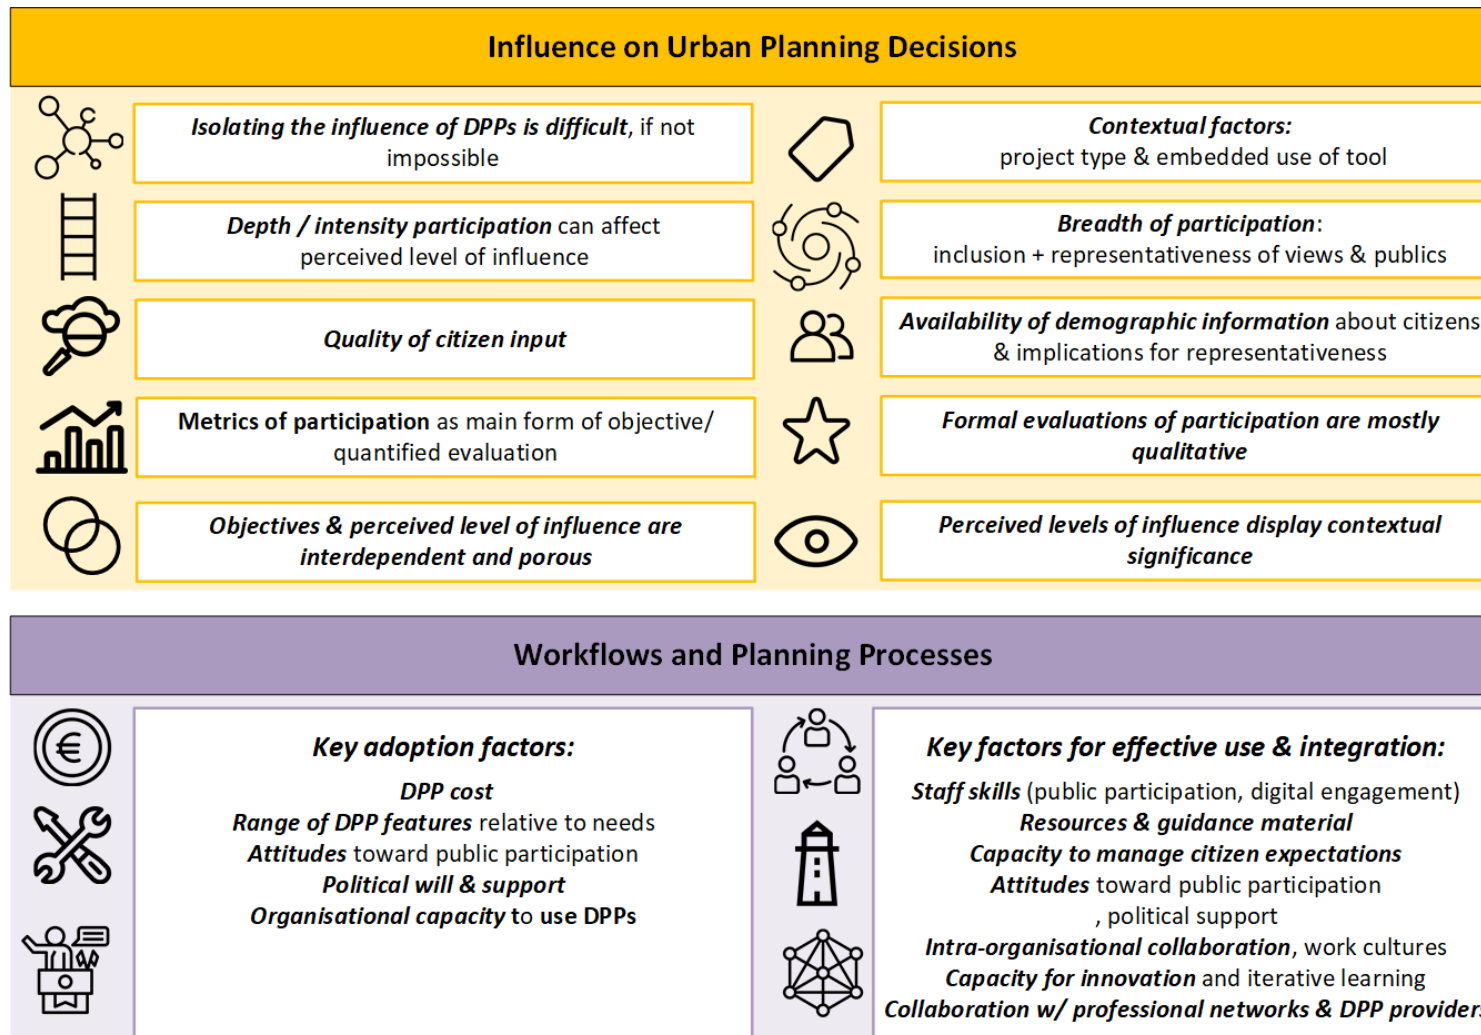 Influence on Urban Planning Decisions
Isolating the influence of DPPs is difficult, if not
impossible
Contextual factors:
project type & embedded use of tool
Depth / intensity participation can affect
perceived level of influence
Breadth of participation:
inclusion + representativeness of views & publics
Quality of citizen input
Availability of demographic information about citizens
& implications for representativeness
Metrics of participation as main form of objective/
quantified evaluation
Formal evaluations of participation are mostly
qualitative
Objectives & perceived level of influence are
interdependent and porous
Perceived levels of influence display contextual
significance
Workflows and Planning Processes
Key adoption factors:
DPP cost
Range of DPP features relative to needs
Attitudes toward public participation
Political will & support
Organisational capacity to use DPPs
Key factors for effective use & integration:
Staff skills (public participation, digital engagement)
Resources & guidance material
Capacity to manage citizen expectations
Attitudes toward public participation
, political support
Intra-organisational collaboration, work cultures
Capacity for innovation and iterative learning
Collaboration w/ professional networks & DPP providers